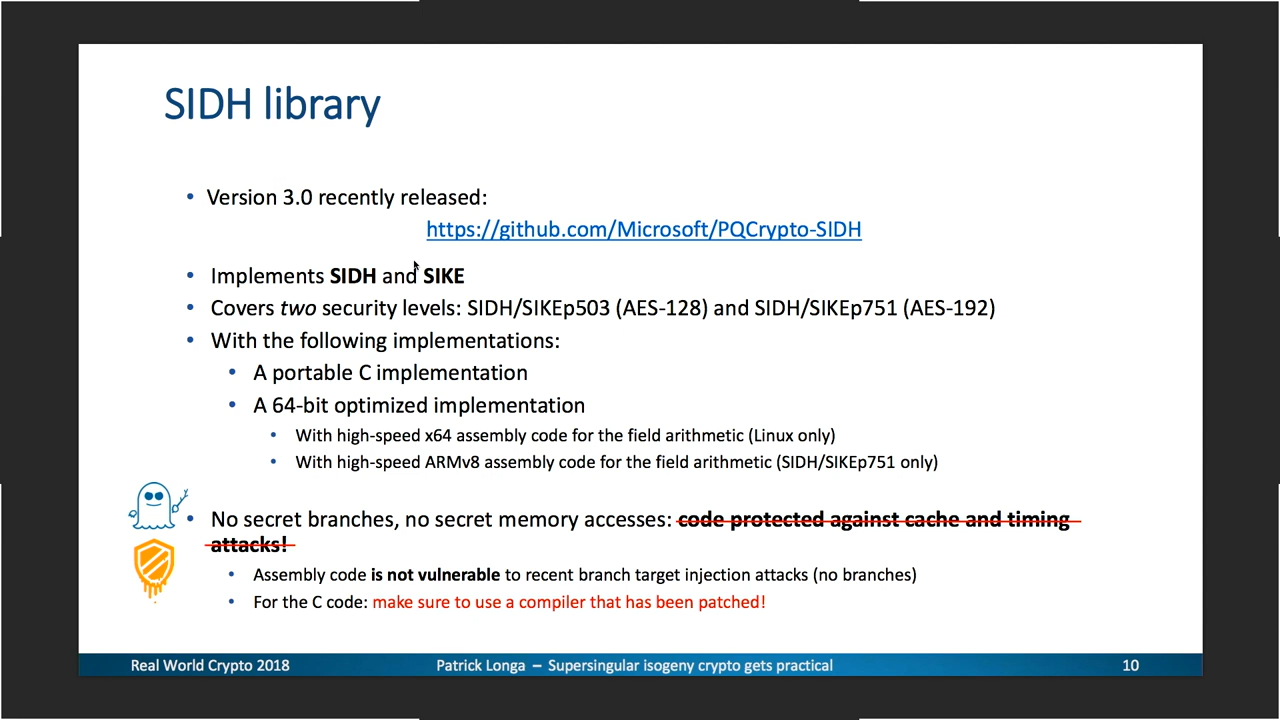 SIDH library
• Version 3.0 recently released:
https://github.com/Microsoft/PQCrypto-SIDH
• Implements SIDH and SIKE
• Covers two security levels: SIDH/SIKEp503 (AES-128) and SIDH/SIKEp751 (AES-192)
• With the following implementations:
• A portable C implementation
• A 64-bit optimized implementation
• With high-speed x64 assembly code for the field arithmetic (Linux only)
• With high-speed ARMv8 assembly code for the field arithmetic (SIDH/SIKEp751 only)
• No secret branches, no secret memory accesses: code protected against cache and timing
attacks!
• Assembly code is not vulnerable to recent branch target injection attacks (no branches)
• For the C code: make sure to use a compiler that has been patched!
Real World Crypto 2018 Patrick Longa – Supersingular isogeny crypto gets practical 10